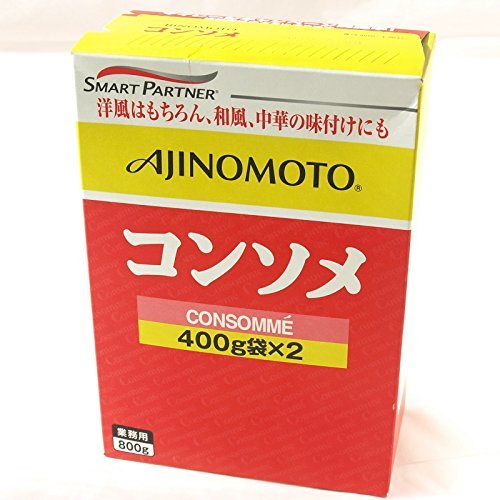 コンソメ
SMART PARTNER®
洋風はもちろん、和風、中華の味付けにも
AJINOMOTO®
コンソメ
CONSOMMÉ
400g袋×2
業務用
800g